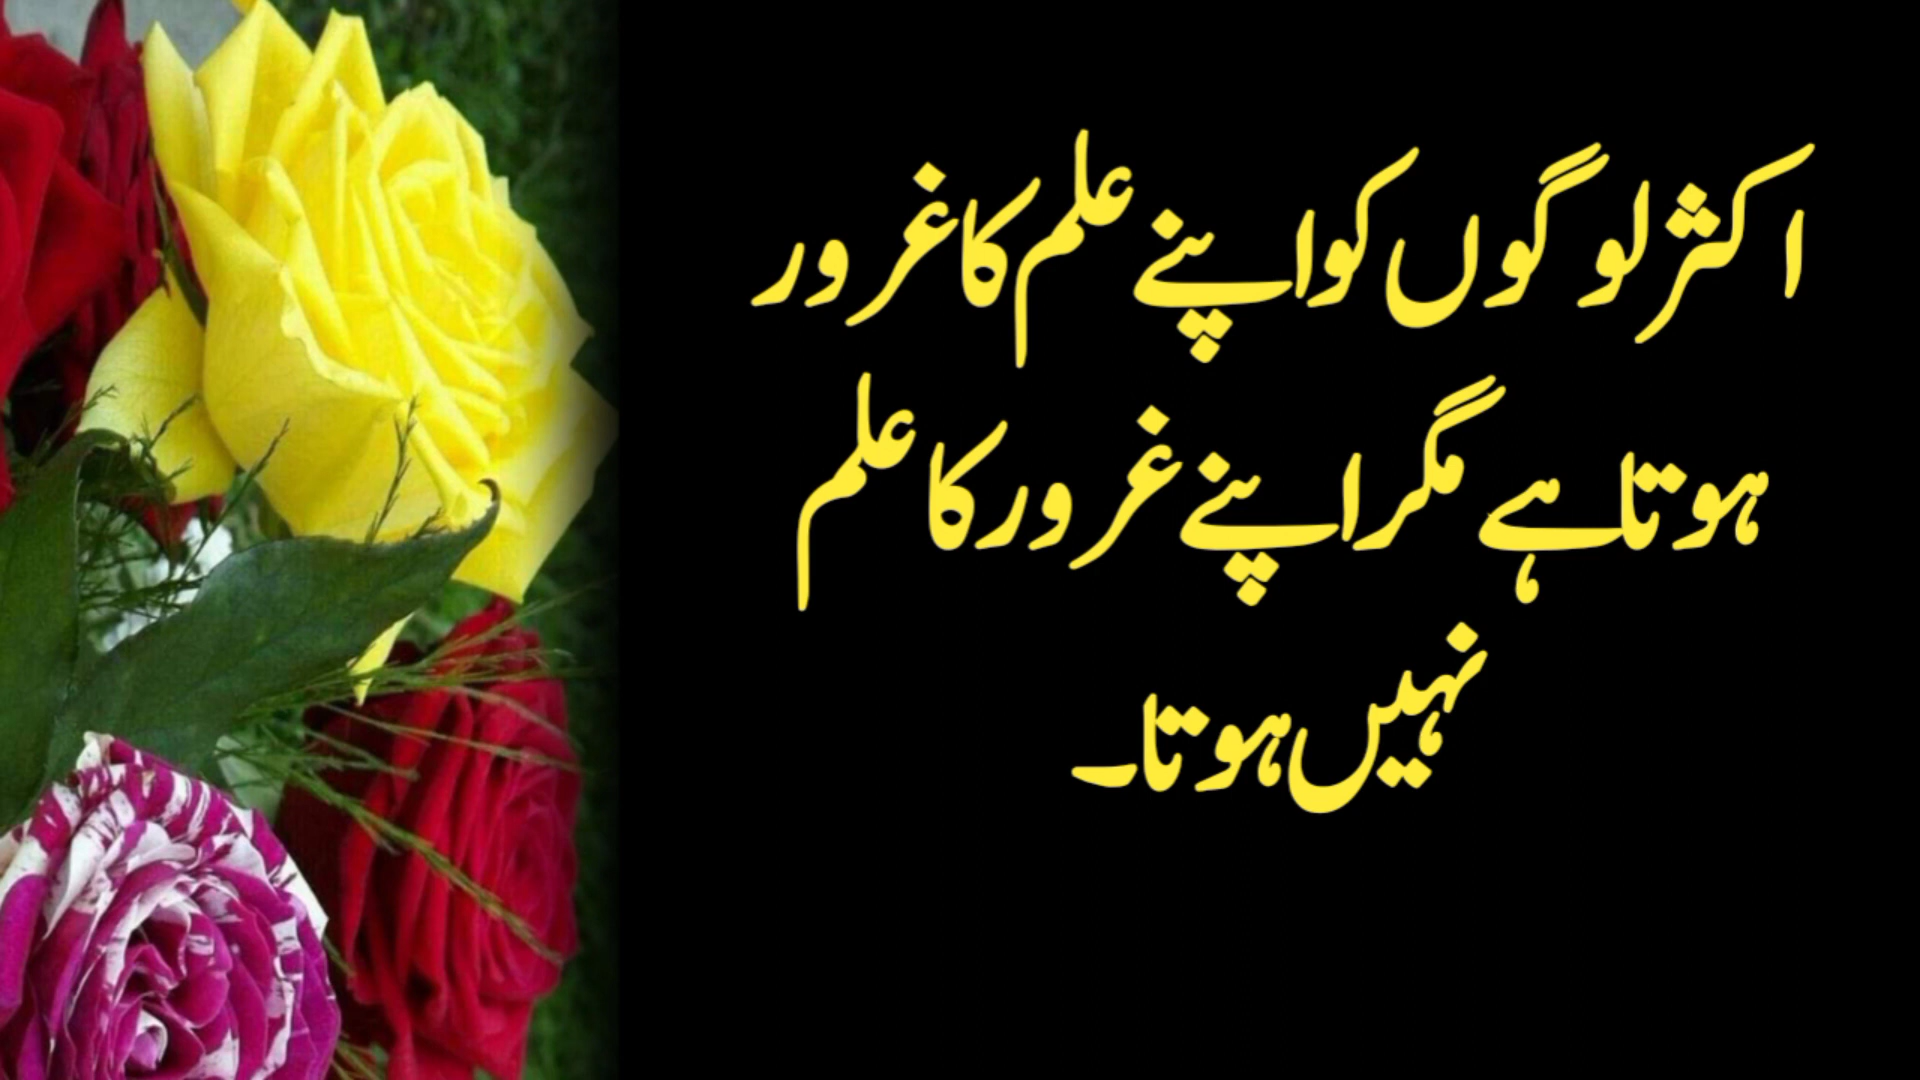 اکثر لوگوں کو اپنے علم کا غرور
ہوتا ہے مگر اپنے غرور کا علم
نہیں ہوتا۔